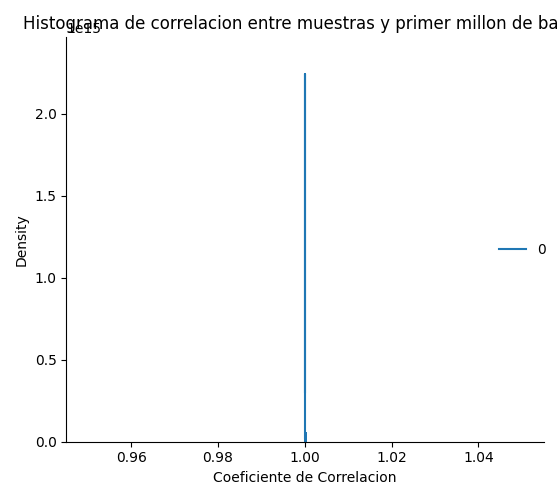 Histograma de correlacion entre muestras y primer millon de ba
1e15
2.0
1.5
1.0
0.5
0.0
Density
0
0.96 0.98 1.00 1.02 1.04
Coeficiente de Correlacion